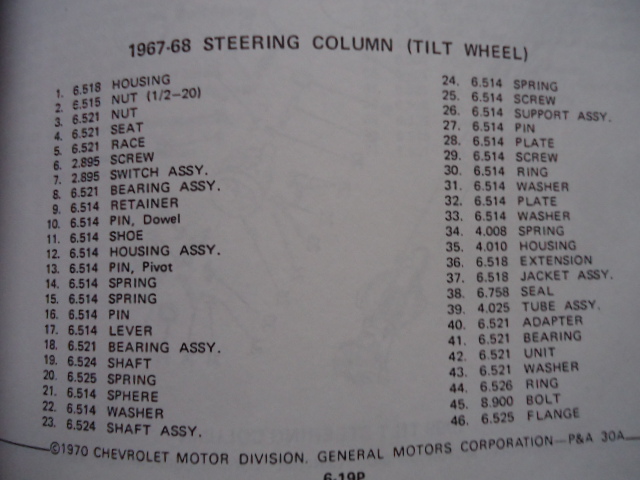 1967-68 STEERING COLUMN (TILT WHEEL)
1. 6.518 HOUSING
2. 6.515 NUT (1/2-20)
3. 6.521 NUT
4. 6.521 SEAT
5. 6.521 RACE
6. 2.895 SCREW
7. 2.895 SWITCH ASSY.
8. 6.521 BEARING ASSY.
9. 6.514 RETAINER
10. 6.514 PIN, Dowel
11. 6.514 SHOE
12. 6.514 HOUSING ASSY.
13. 6.514 PIN, Pivot
14. 6.514 SPRING
15. 6.514 SPRING
16. 6.514 PIN
17. 6.514 LEVER
18. 6.521 BEARING ASSY.
19. 6.524 SHAFT
20. 6.525 SPRING
21. 6.514 SPHERE
22. 6.514 WASHER
23. 6.524 SHAFT ASSY.
24. 6.514 SPRING
25. 6.514 SCREW
26. 6.514 SUPPORT ASSY.
27. 6.514 PIN
28. 6.514 PLATE
29. 6.514 SCREW
30. 6.514 RING
31. 6.514 WASHER
32. 6.514 PLATE
33. 6.514 WASHER
34. 4.008 SPRING
35. 4.010 HOUSING
36. 6.518 EXTENSION
37. 6.518 JACKET ASSY.
38. 6.758 SEAL
39. 4.025 TUBE ASSY.
40. 6.521 ADAPTER
41. 6.521 BEARING
42. 6.521 UNIT
43. 6.521 WASHER
44. 6.526 RING
45. 8.900 BOLT
46. 6.525 FLANGE
©1970 CHEVROLET MOTOR DIVISION. GENERAL MOTORS CORPORATION—P&A 30A
6-19P